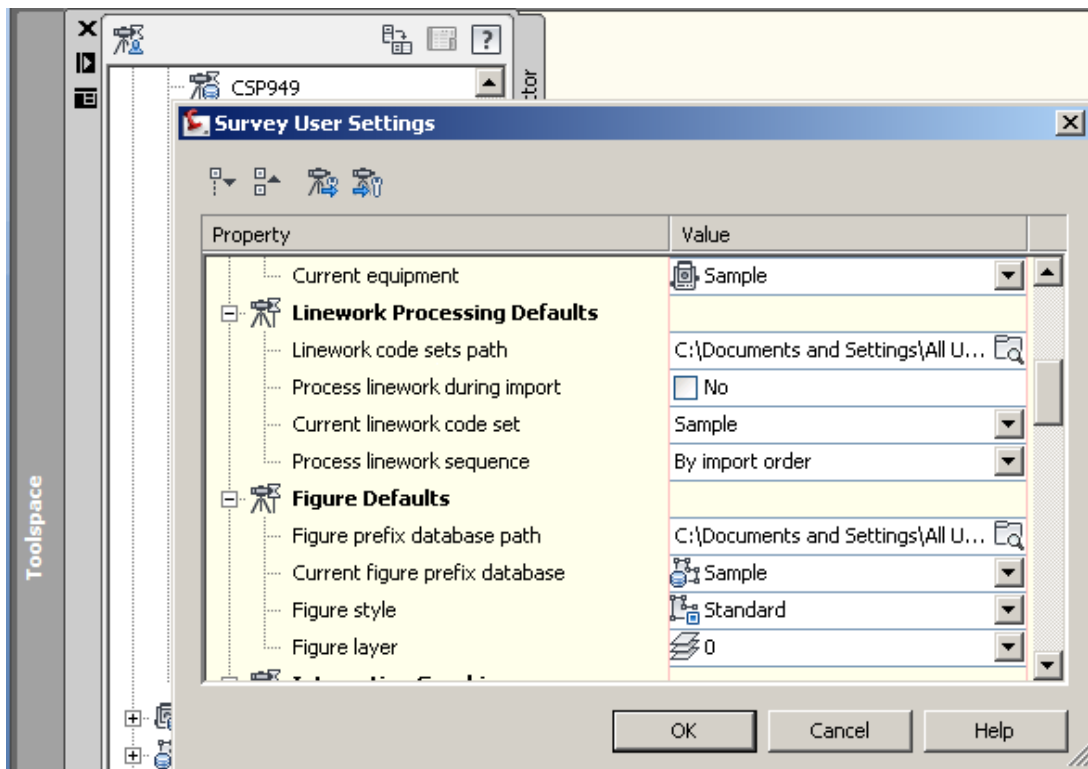 CSP949
ctor
Survey User Settings
Property Value
Current equipment Sample
Linework Processing Defaults
Linework code sets path C:\Documents and Settings\All U...
Process linework during import No
Current linework code set Sample
Process linework sequence By import order
Figure Defaults
Figure prefix database path C:\Documents and Settings\All U...
Current figure prefix database Sample
Figure style Standard
Figure layer 0
OK Cancel Help
Toolspace